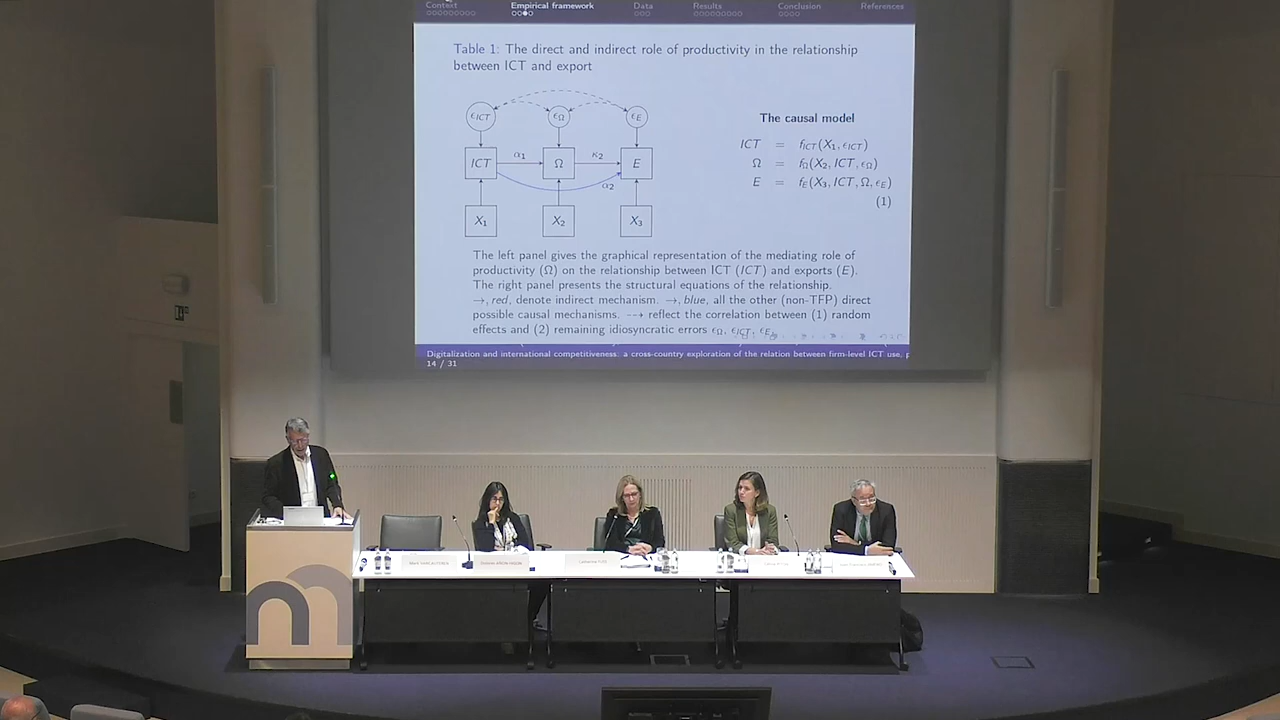 Context Empirical framework Data Results Conclusion References
Table 1: The direct and indirect role of productivity in the relationship
between ICT and export
ϵICT ϵΩ ϵE
The causal model
ICT = fICT(X1, ϵICT)
Ω = fΩ(X2, ICT, ϵΩ)
E = fE(X3, ICT, Ω, ϵE)
(1)
α1 κ2
ICT Ω E
α2
X1 X2 X3
The left panel gives the graphical representation of the mediating role of
productivity (Ω) on the relationship between ICT (ICT) and exports (E).
The right panel presents the structural equations of the relationship.
→, red, denote indirect mechanism. →, blue, all the other (non-TFP) direct
possible causal mechanisms. --→ reflect the correlation between (1) random
effects and (2) remaining idiosyncratic errors ϵΩ, ϵICT, ϵE.
Digitalization and international competitiveness: a cross-country exploration of the relation between firm-level ICT use, p
14 / 31